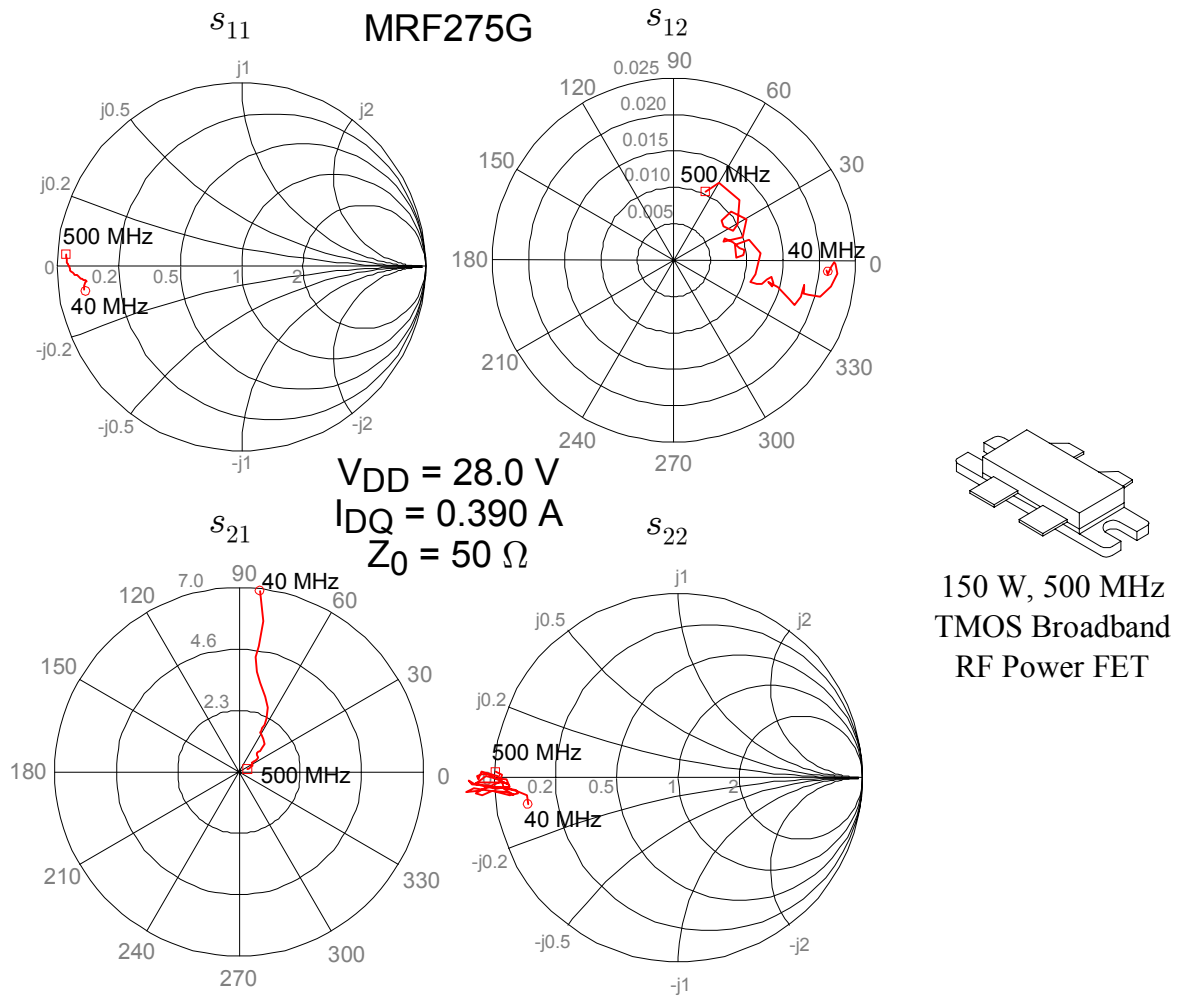 s11
MRF275G
s12
j1
j0.5
j2
j0.2
500 MHz
0
0.2
0.5
1
2
40 MHz
-j0.2
-j0.5
-j2
-j1
0.025
90
120
60
0.020
0.015
150
30
0.010
500 MHz
0.005
180
40 MHz
0
210
330
240
300
270
VDD = 28.0 V
IDQ = 0.390 A
Z0 = 50 Ω
s21
s22
7.0
90
40 MHz
120
60
4.6
150
30
2.3
180
500 MHz
0
210
330
240
300
270
j1
j0.5
j2
j0.2
500 MHz
0.2
0.5
1
2
40 MHz
-j0.2
-j0.5
-j2
-j1
150 W, 500 MHz
TMOS Broadband
RF Power FET